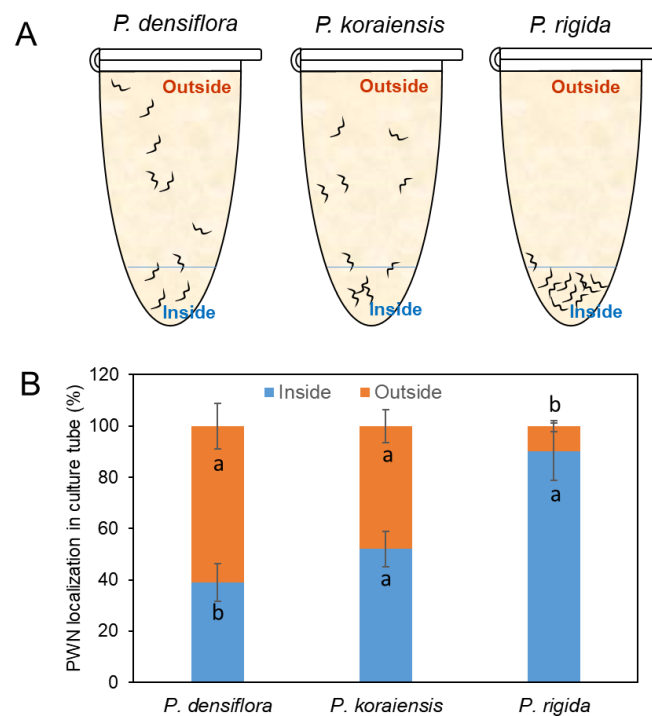 A
P. densiflora P. koraiensis P. rigida
Outside Outside Outside
Inside Inside Inside
B
PWN localization in culture tube (%)
120
100
80
60
40
20
0
Inside Outside
a a b
b a a
P. densiflora P. koraiensis P. rigida